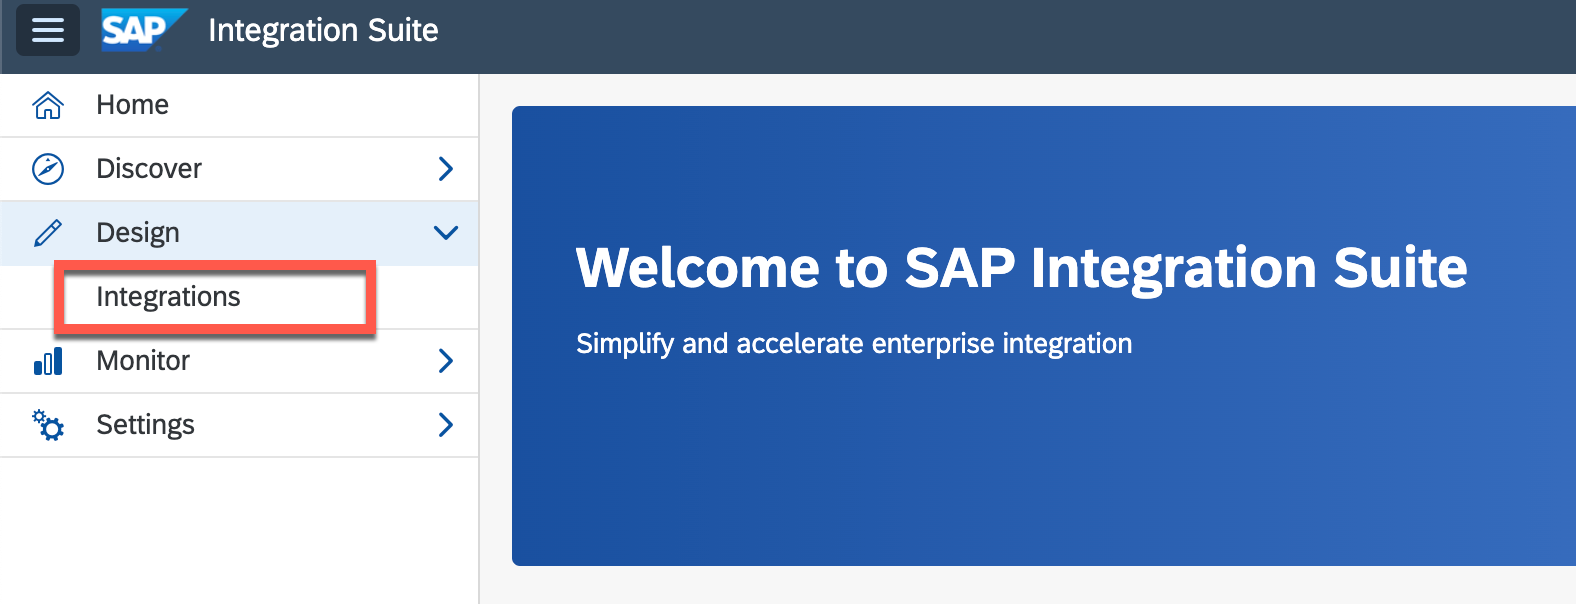 SAP Integration Suite
Home
Discover
Design
Integrations
Monitor
Settings
Welcome to SAP Integration Suite
Simplify and accelerate enterprise integration